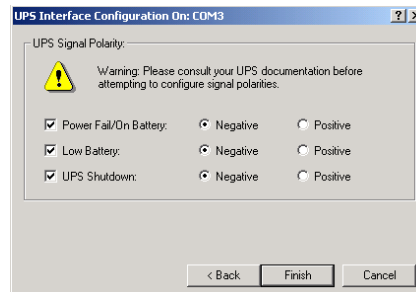 UPS Interface Configuration On: COM3
UPS Signal Polarity:
Warning: Please consult your UPS documentation before
attempting to configure signal polarities.
Power Fail/On Battery: Negative Positive
Low Battery: Negative Positive
UPS Shutdown: Negative Positive
< Back Finish Cancel